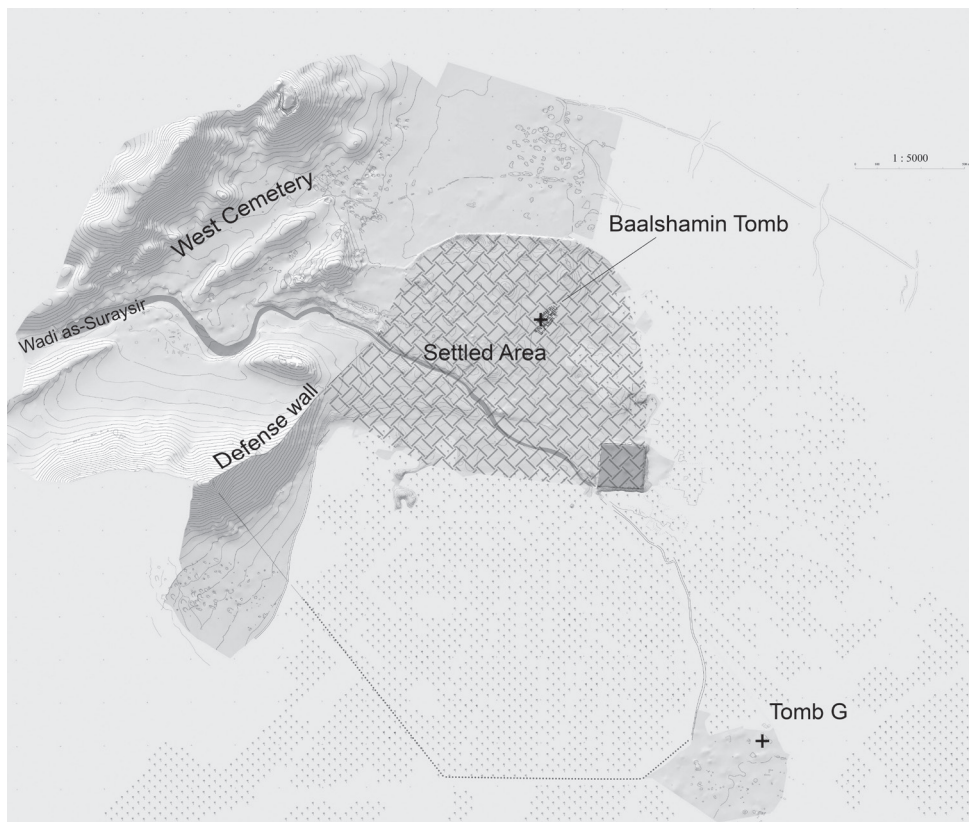 1 : 5000
West Cemetery
Baalshamin Tomb
Wadi as-Suraysir
Settled Area
Defense wall
Tomb G